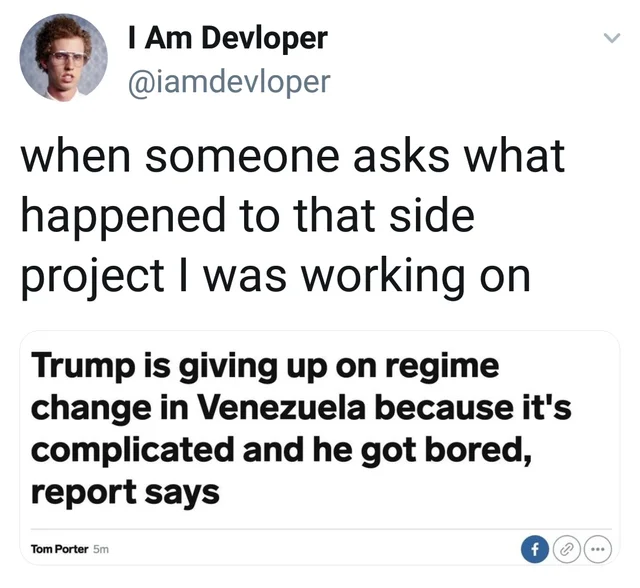 I Am Devloper
@iamdevloper
when someone asks what
happened to that side
project I was working on
Trump is giving up on regime
change in Venezuela because it's
complicated and he got bored,
report says
Tom Porter 5m
f